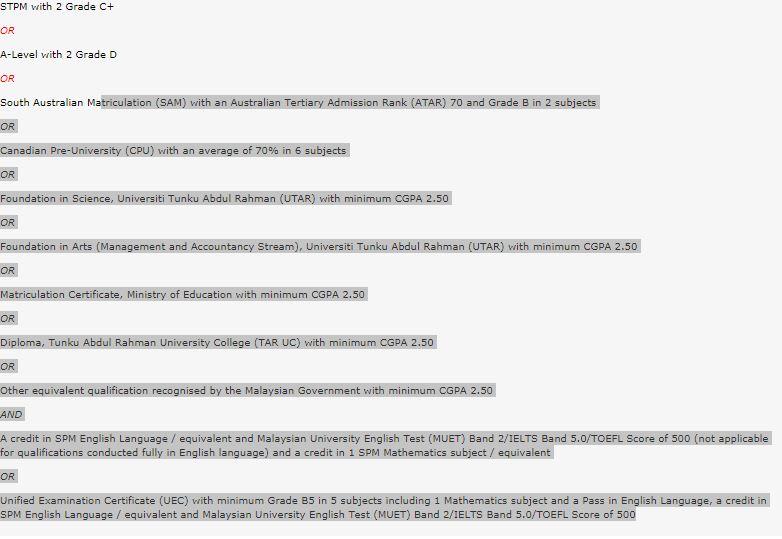 STPM with 2 Grade C+
OR
A-Level with 2 Grade D
OR
South Australian Matriculation (SAM) with an Australian Tertiary Admission Rank (ATAR) 70 and Grade B in 2 subjects
OR
Canadian Pre-University (CPU) with an average of 70% in 6 subjects
OR
Foundation in Science, Universiti Tunku Abdul Rahman (UTAR) with minimum CGPA 2.50
OR
Foundation in Arts (Management and Accountancy Stream), Universiti Tunku Abdul Rahman (UTAR) with minimum CGPA 2.50
OR
Matriculation Certificate, Ministry of Education with minimum CGPA 2.50
OR
Diploma, Tunku Abdul Rahman University College (TAR UC) with minimum CGPA 2.50
OR
Other equivalent qualification recognised by the Malaysian Government with minimum CGPA 2.50
AND
A credit in SPM English Language / equivalent and Malaysian University English Test (MUET) Band 2/IELTS Band 5.0/TOEFL Score of 500 (not applicable
for qualifications conducted fully in English language) and a credit in 1 SPM Mathematics subject / equivalent
OR
Unified Examination Certificate (UEC) with minimum Grade B5 in 5 subjects including 1 Mathematics subject and a Pass in English Language, a credit in
SPM English Language / equivalent and Malaysian University English Test (MUET) Band 2/IELTS Band 5.0/TOEFL Score of 500